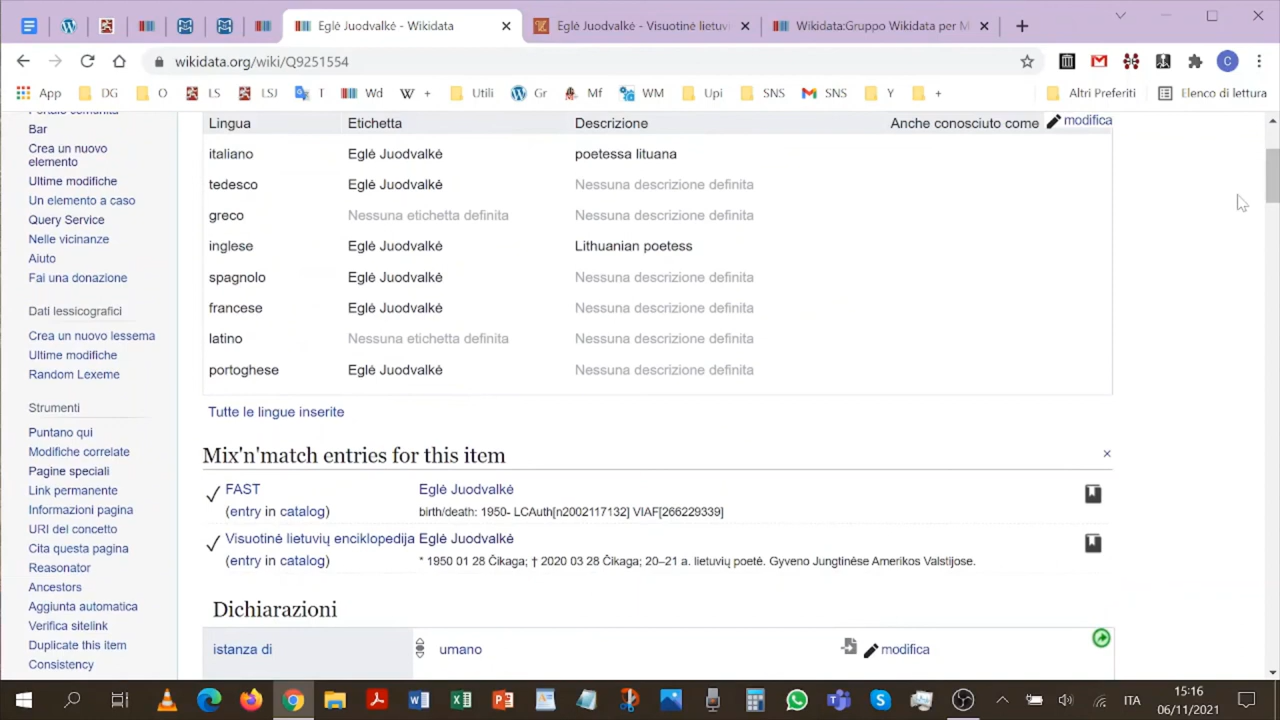 Eglė Juodvalkė - Wikidata
Eglė Juodvalkė - Visuotinė lietuvi
Wikidata:Gruppo Wikidata per M
wikidata.org/wiki/Q9251554
C
App DG O LS LSJ T Wd + Utili Gr Mf WM Upi SNS SNS Y + Altri Preferiti Elenco di lettura
Portale comunità
Bar
Crea un nuovo
elemento
Ultime modifiche
Un elemento a caso
Query Service
Nelle vicinanze
Aiuto
Fai una donazione
Dati lessicografici
Crea un nuovo lessema
Ultime modifiche
Random Lexeme
Strumenti
Puntano qui
Modifiche correlate
Pagine speciali
Link permanente
Informazioni pagina
URI del concetto
Cita questa pagina
Reasonator
Ancestors
Aggiunta automatica
Verifica sitelink
Duplicate this item
Consistency
Lingua Etichetta Descrizione Anche conosciuto come modifica
italiano Eglė Juodvalkė poetessa lituana
tedesco Eglė Juodvalkė Nessuna descrizione definita
greco Nessuna etichetta definita Nessuna descrizione definita
inglese Eglė Juodvalkė Lithuanian poetess
spagnolo Eglė Juodvalkė Nessuna descrizione definita
francese Eglė Juodvalkė Nessuna descrizione definita
latino Nessuna etichetta definita Nessuna descrizione definita
portoghese Eglė Juodvalkė Nessuna descrizione definita
Tutte le lingue inserite
Mix'n'match entries for this item ×
FAST Eglė Juodvalkė
(entry in catalog) birth/death: 1950- LCAuth[n2002117132] VIAF[266229339]
Visuotinė lietuvių enciklopedija Eglė Juodvalkė
(entry in catalog) * 1950 01 28 Čikaga; † 2020 03 28 Čikaga; 20–21 a. lietuvių poetė. Gyveno Jungtinėse Amerikos Valstijose.
Dichiarazioni
istanza di umano modifica
ITA
15:16
06/11/2021